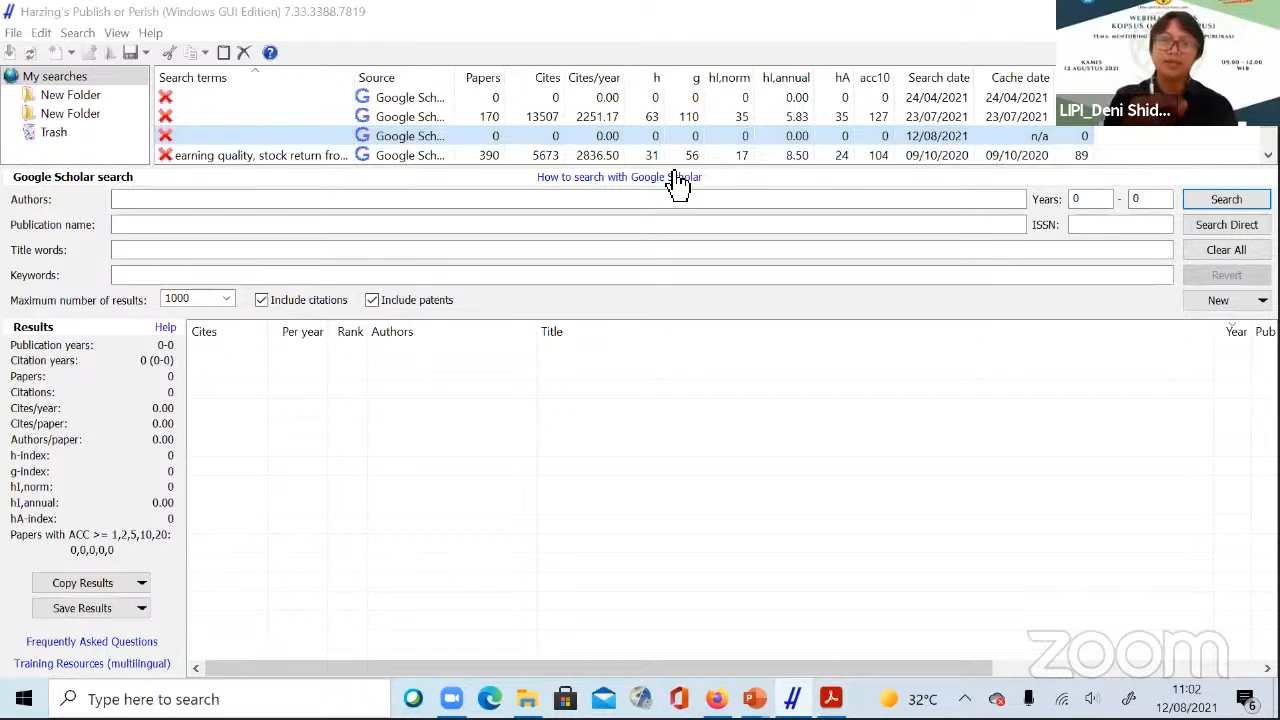 Harzing's Publish or Perish (Windows GUI Edition) 7.33.3388.7819
File Edit Search View Help
My searches
New Folder
New Folder
Trash
Search terms Source Papers Cites Cites/year h g hI,norm hI,annual hA acc10 Search date Cache date
Google Sch... 0 0 0.00 0 0 0 0.00 0 0 24/04/2021 24/04/2021 0
Google Sch... 170 13507 2251.17 63 35 5.83 127 23/07/2021 23/07/2021
Google Sch... 0 0 0.00 0 0 0 0.00 0 0 12/08/2021 n/a 0
earning quality, stock return fro... Google Sch... 390 5673 2836.50 31 56 17 8.50 24 104 09/10/2020 09/10/2020 89
WEBINAR
KAMIS
12 AGUSTUS 2021
09.00 - 12.00
WIB
LIPI_Deni Shid...
Google Scholar search How to search with Google Scholar
Authors: Years: 0 - 0 Search
Publication name: ISSN: Search Direct
Title words: Clear All
Keywords: Revert
Maximum number of results: 1000 Include citations Include patents New
Results Help
Publication years: 0-0
Citation years: 0 (0-0)
Papers: 0
Citations: 0
Cites/year: 0.00
Cites/paper: 0.00
Authors/paper: 0.00
h-index: 0
g-index: 0
hI,norm: 0
hI,annual: 0.00
hA-index: 0
Papers with ACC >= 1,2,5,10,20:
0,0,0,0,0
Copy Results
Save Results
Frequently Asked Questions
Training Resources (multilingual)
Cites Per year Rank Authors Title Year Pub
zoom
Type here to search
32°C
11:02
12/08/2021
6